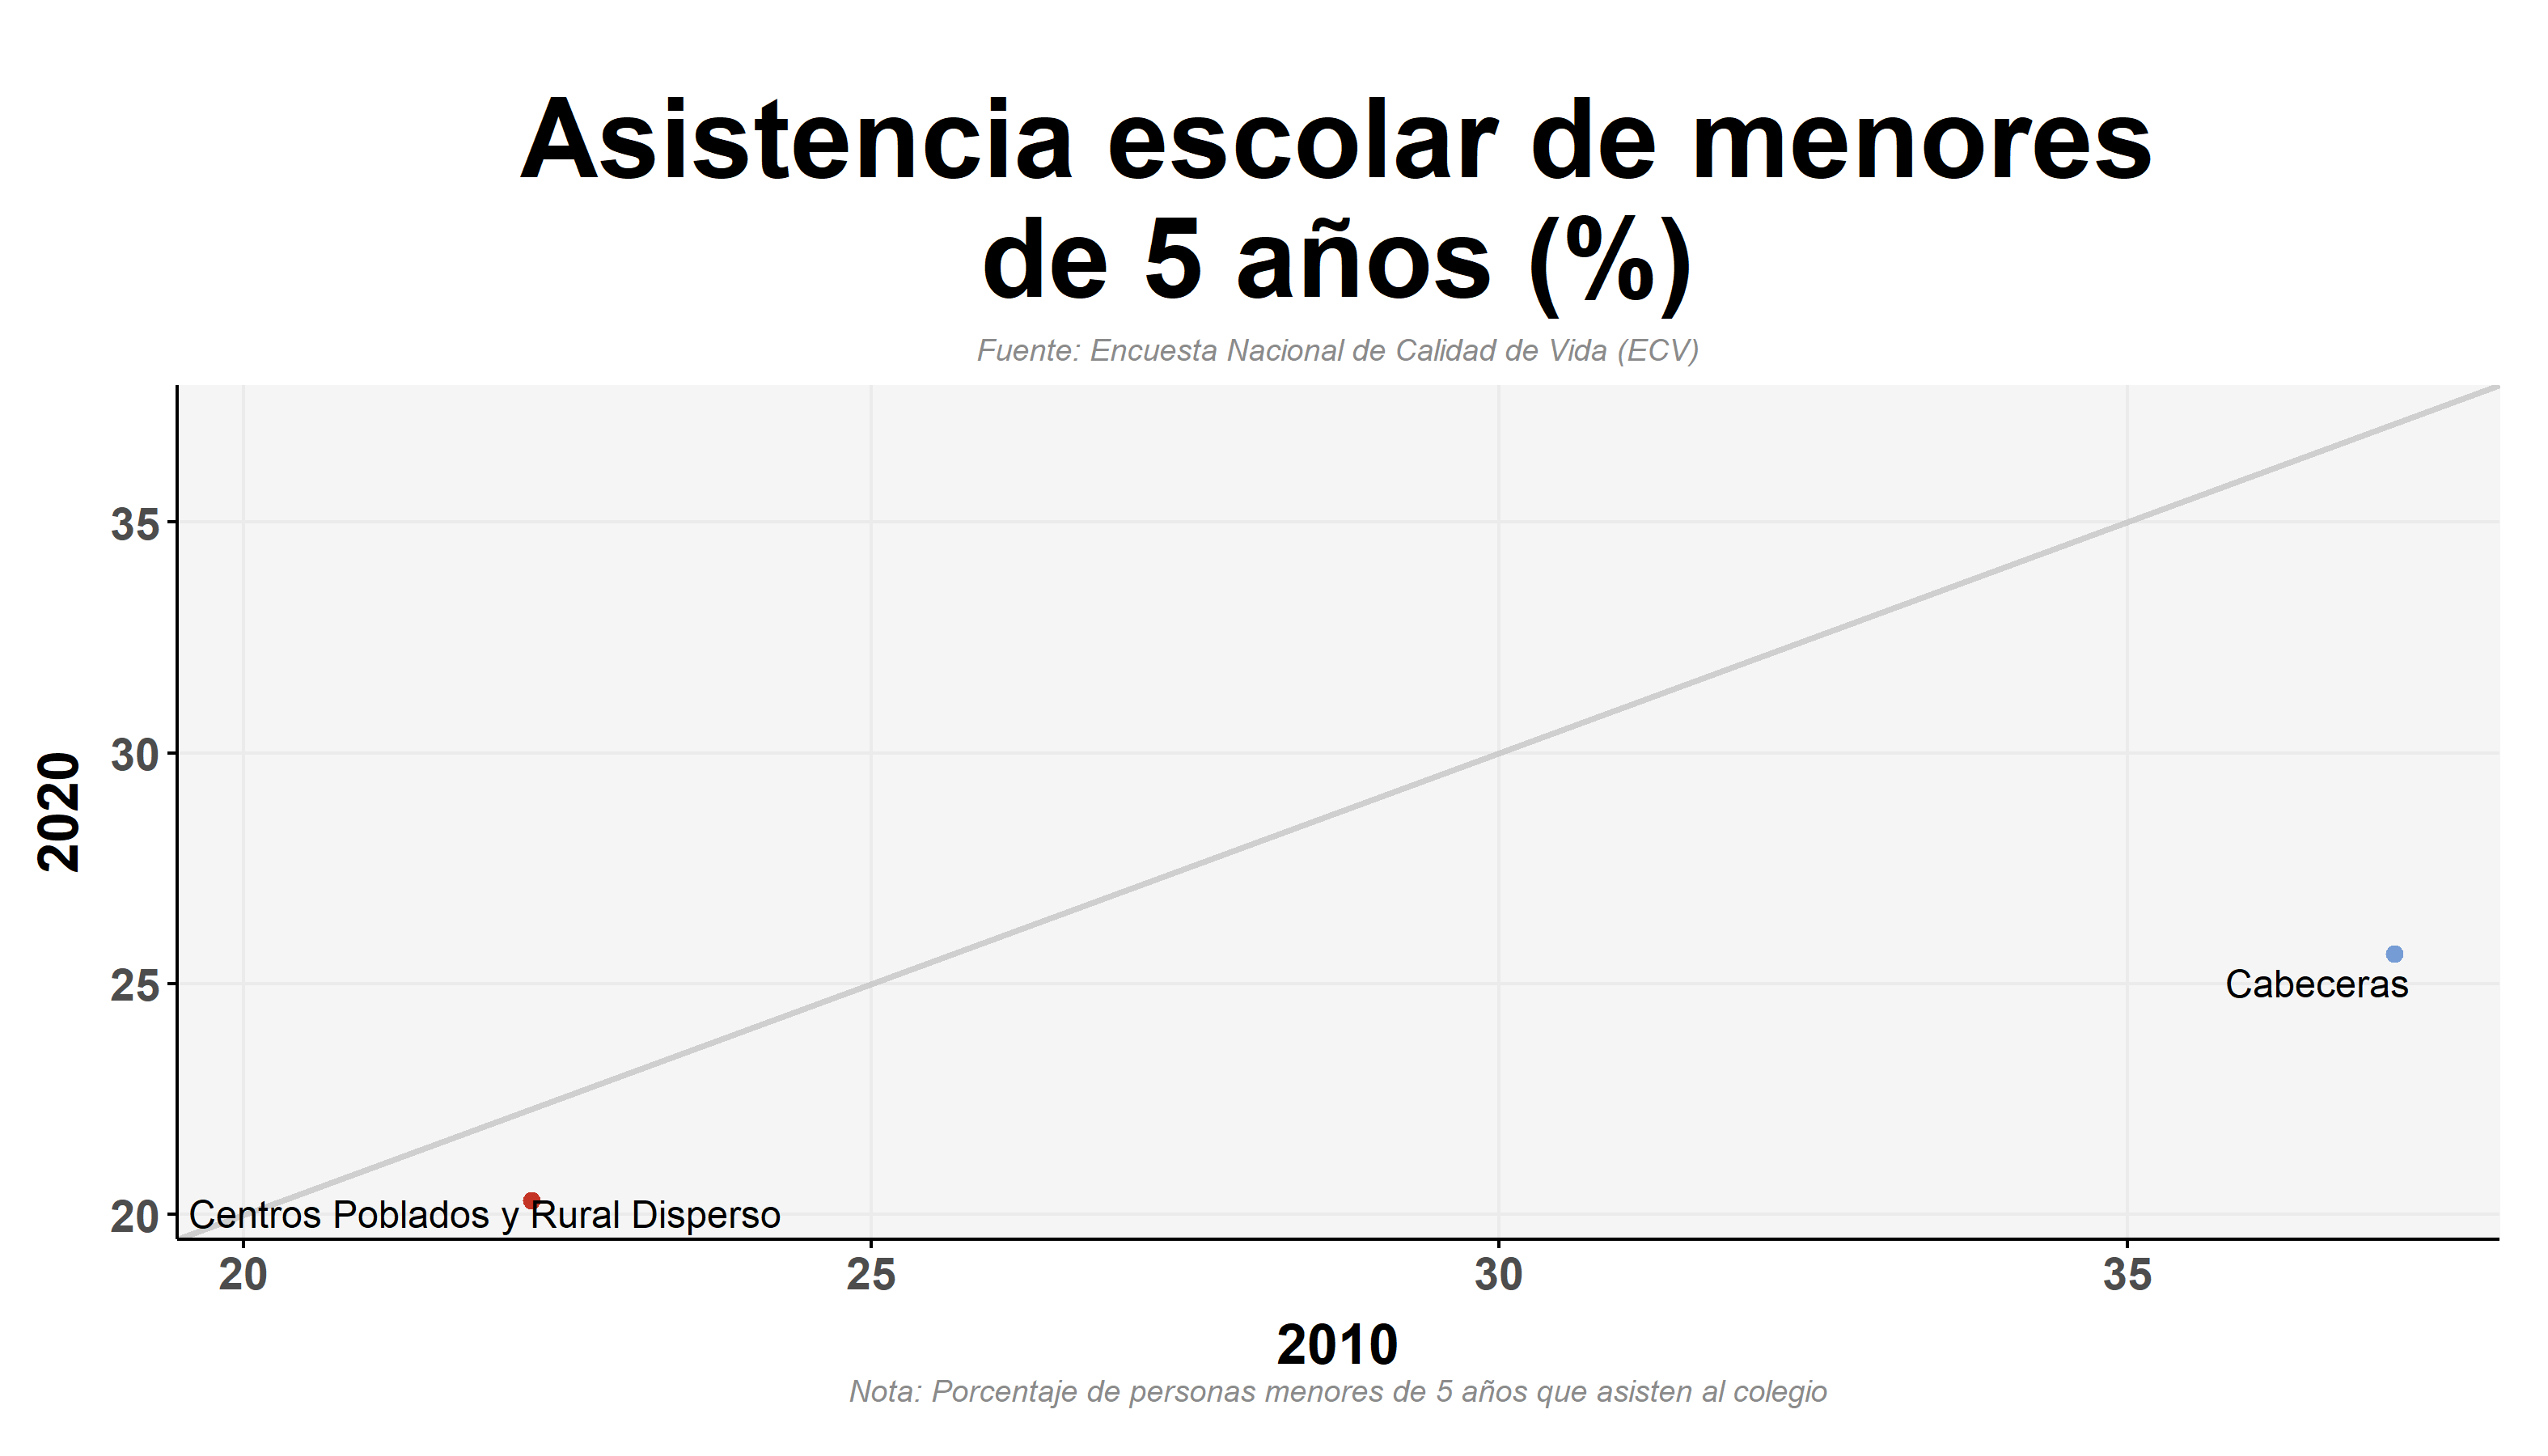 Asistencia escolar de menores
de 5 años (%)
Fuente: Encuesta Nacional de Calidad de Vida (ECV)
35
30
2020
25
Cabeceras
20
Centros Poblados y Rural Disperso
20
25
30
35
2010
Nota: Porcentaje de personas menores de 5 años que asisten al colegio